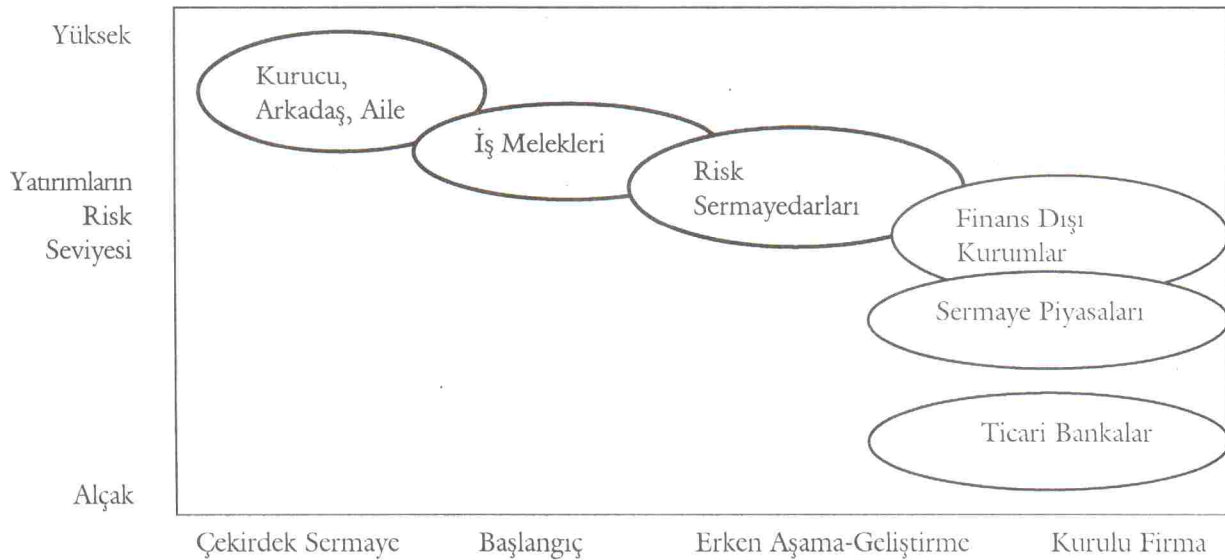 Yüksek
Kurucu,
Arkadaş, Aile
İş Melekleri
Yatırımların
Risk
Seviyesi
Risk
Sermayedarları
Finans Dışı
Kurumlar
Sermaye Piyasaları
Ticari Bankalar
Alçak
Çekirdek Sermaye
Başlangıç
Erken Aşama-Geliştirme
Kurulu Firma